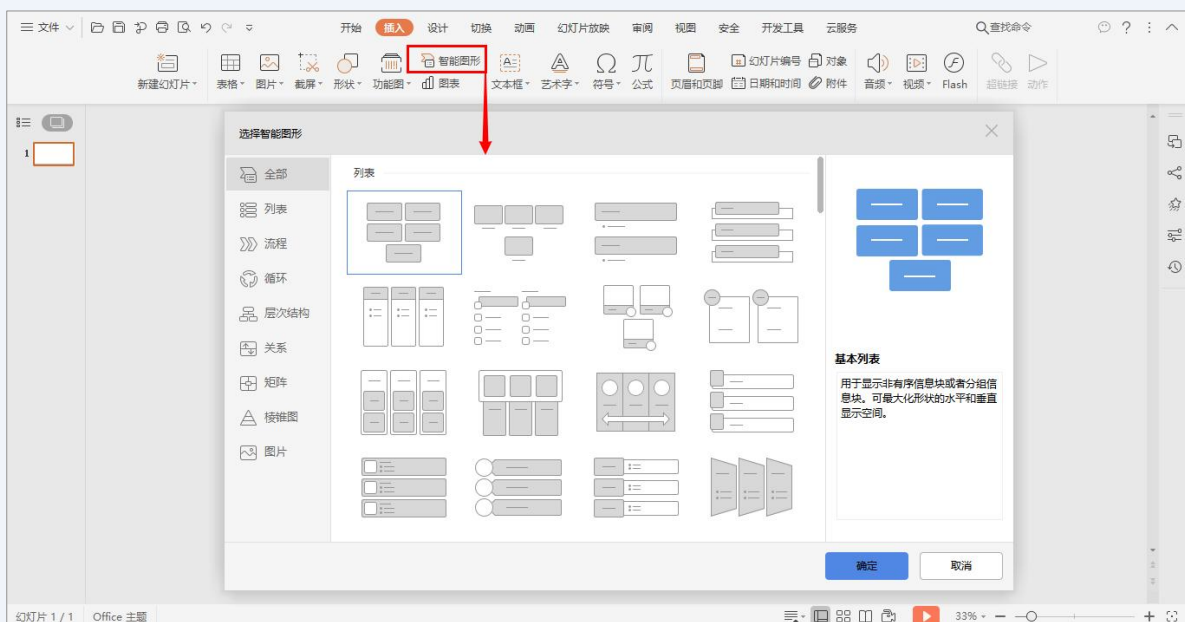 文件 开始 插入 设计 切换 动画 幻灯片放映 审阅 视图 安全 开发工具 云服务 查找命令
智能图形 幻灯片编号 对象
新建幻灯片 表格 图片 截屏 形状 功能图 图表 文本框 艺术字 符号 公式 页眉和页脚 日期和时间 附件 音频 视频 Flash 超链接 动作
选择智能图形
1
全部
列表
流程
循环
层次结构
关系
矩阵
棱锥图
图片
列表
基本列表
用于显示非有序信息块或者分组信
息块。可最大化形状的水平和垂直
显示空间。
确定 取消
幻灯片 1 / 1 Office 主题 33%